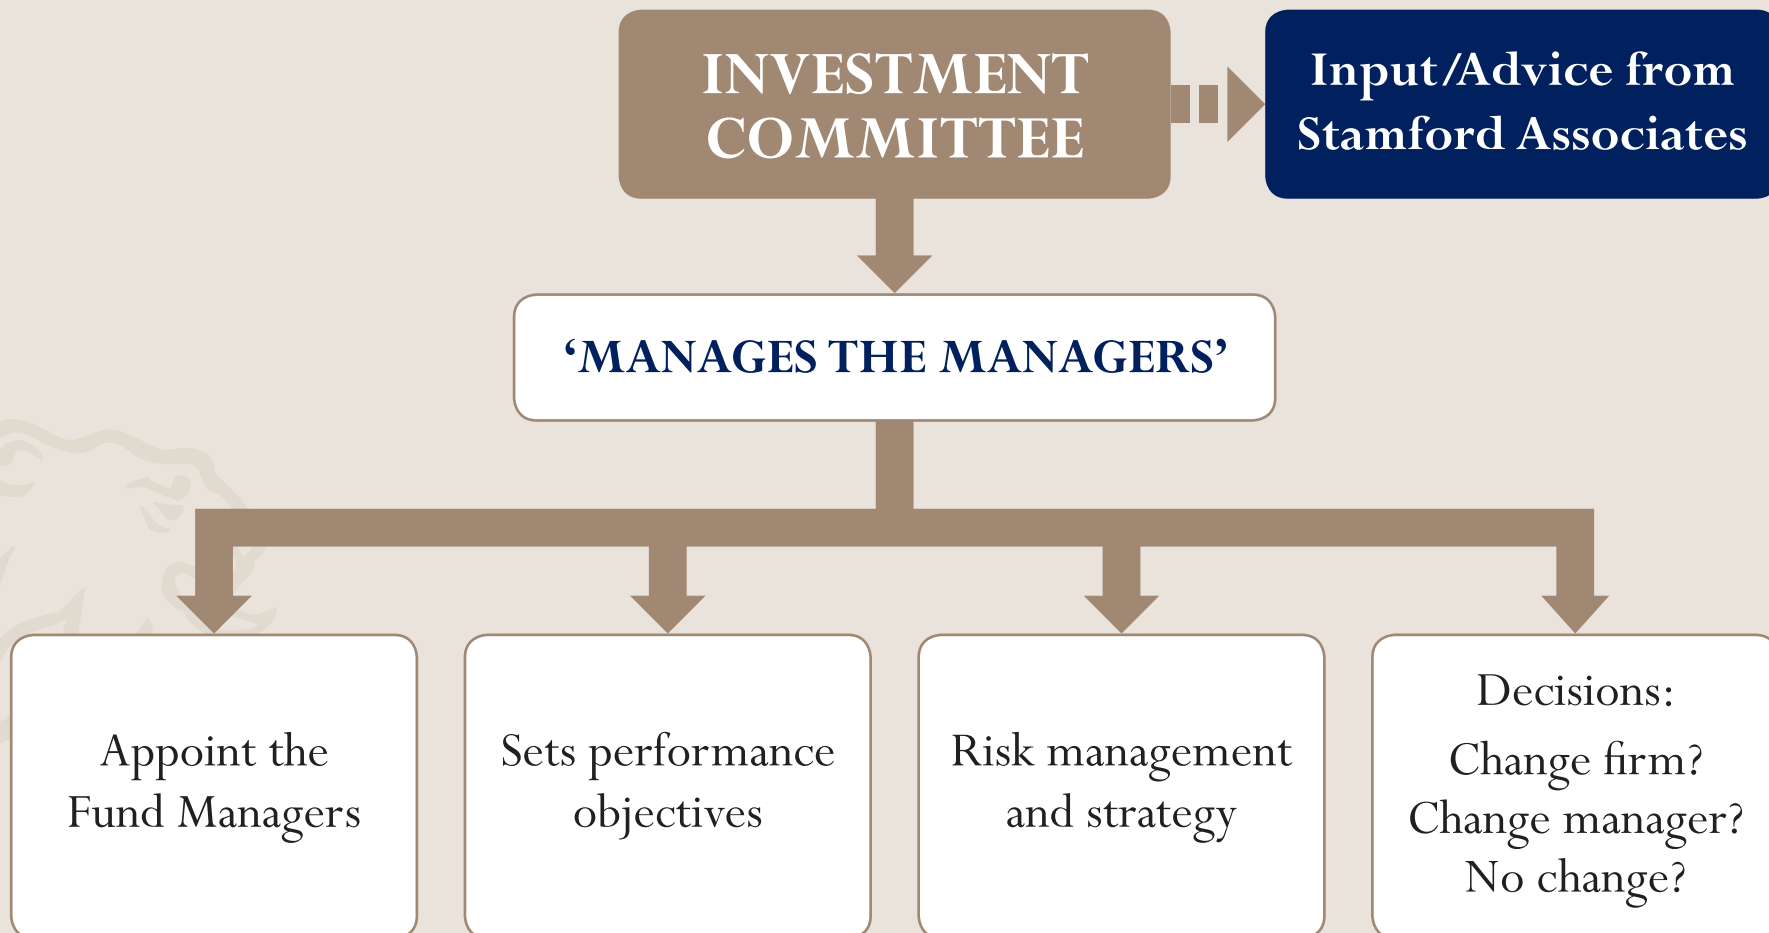 INVESTMENT
COMMITTEE
Input/Advice from
Stamford Associates
‘MANAGES THE MANAGERS’
Appoint the
Fund Managers
Sets performance
objectives
Risk management
and strategy
Decisions:
Change firm?
Change manager?
No change?